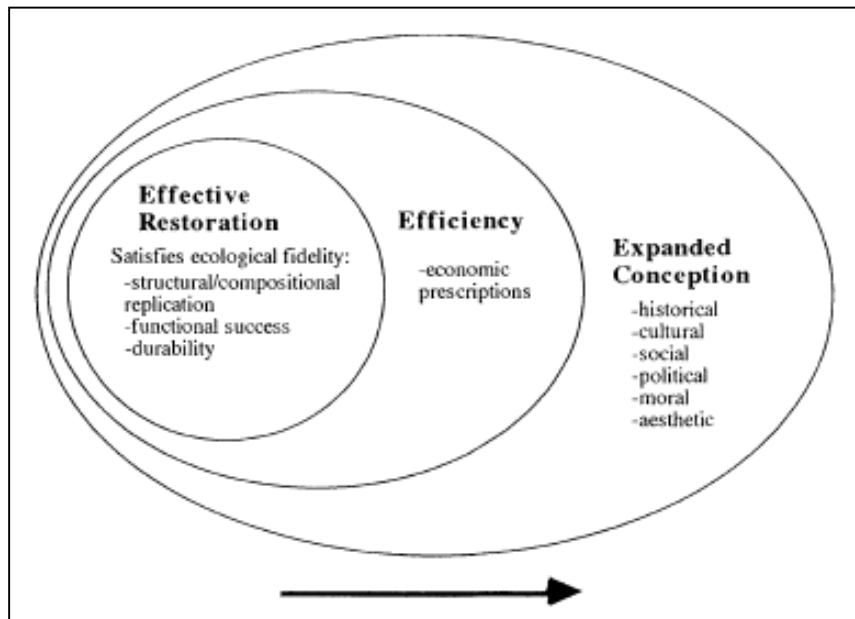 Effective
Restoration
Satisfies ecological fidelity:
-structural/compositional
replication
-functional success
-durability
Efficiency
-economic
prescriptions
Expanded
Conception
-historical
-cultural
-social
-political
-moral
-aesthetic